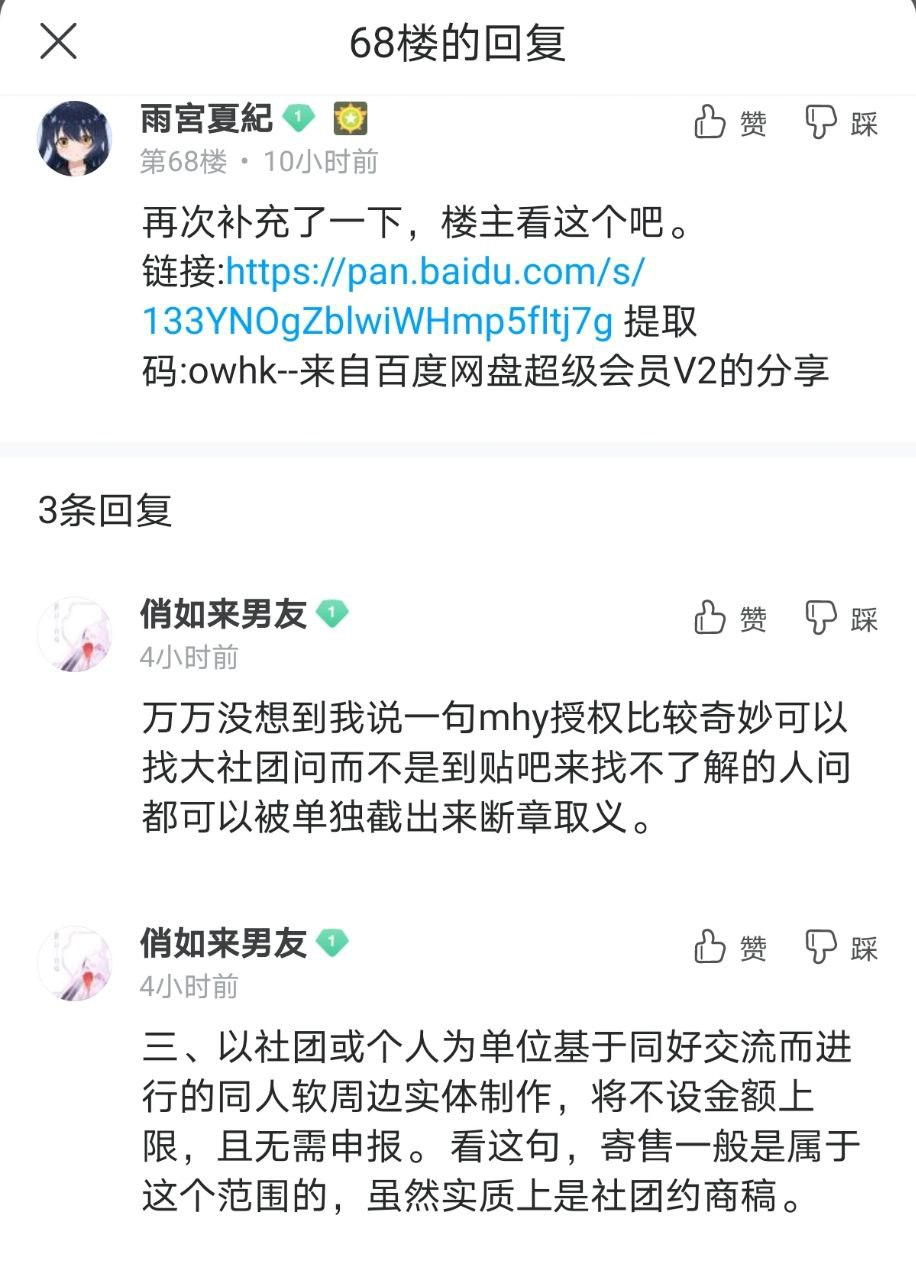 68楼的回复
雨宮夏紀 1
第68楼 • 10小时前
赞 踩
再次补充了一下，楼主看这个吧。
链接:https://pan.baidu.com/s/
133YNOgZblwiWHmp5fItj7g 提取
码:owhk--来自百度网盘超级会员V2的分享
3条回复
俏如来男友 1
4小时前
赞 踩
万万没想到我说一句mhy授权比较奇妙可以
找大社团问而不是到贴吧来找不了解的人问
都可以被单独截出来断章取义。
俏如来男友 1
4小时前
赞 踩
三、以社团或个人为单位基于同好交流而进
行的同人软周边实体制作，将不设金额上
限，且无需申报。看这句，寄售一般是属于
这个范围的，虽然实质上是社团约商稿。